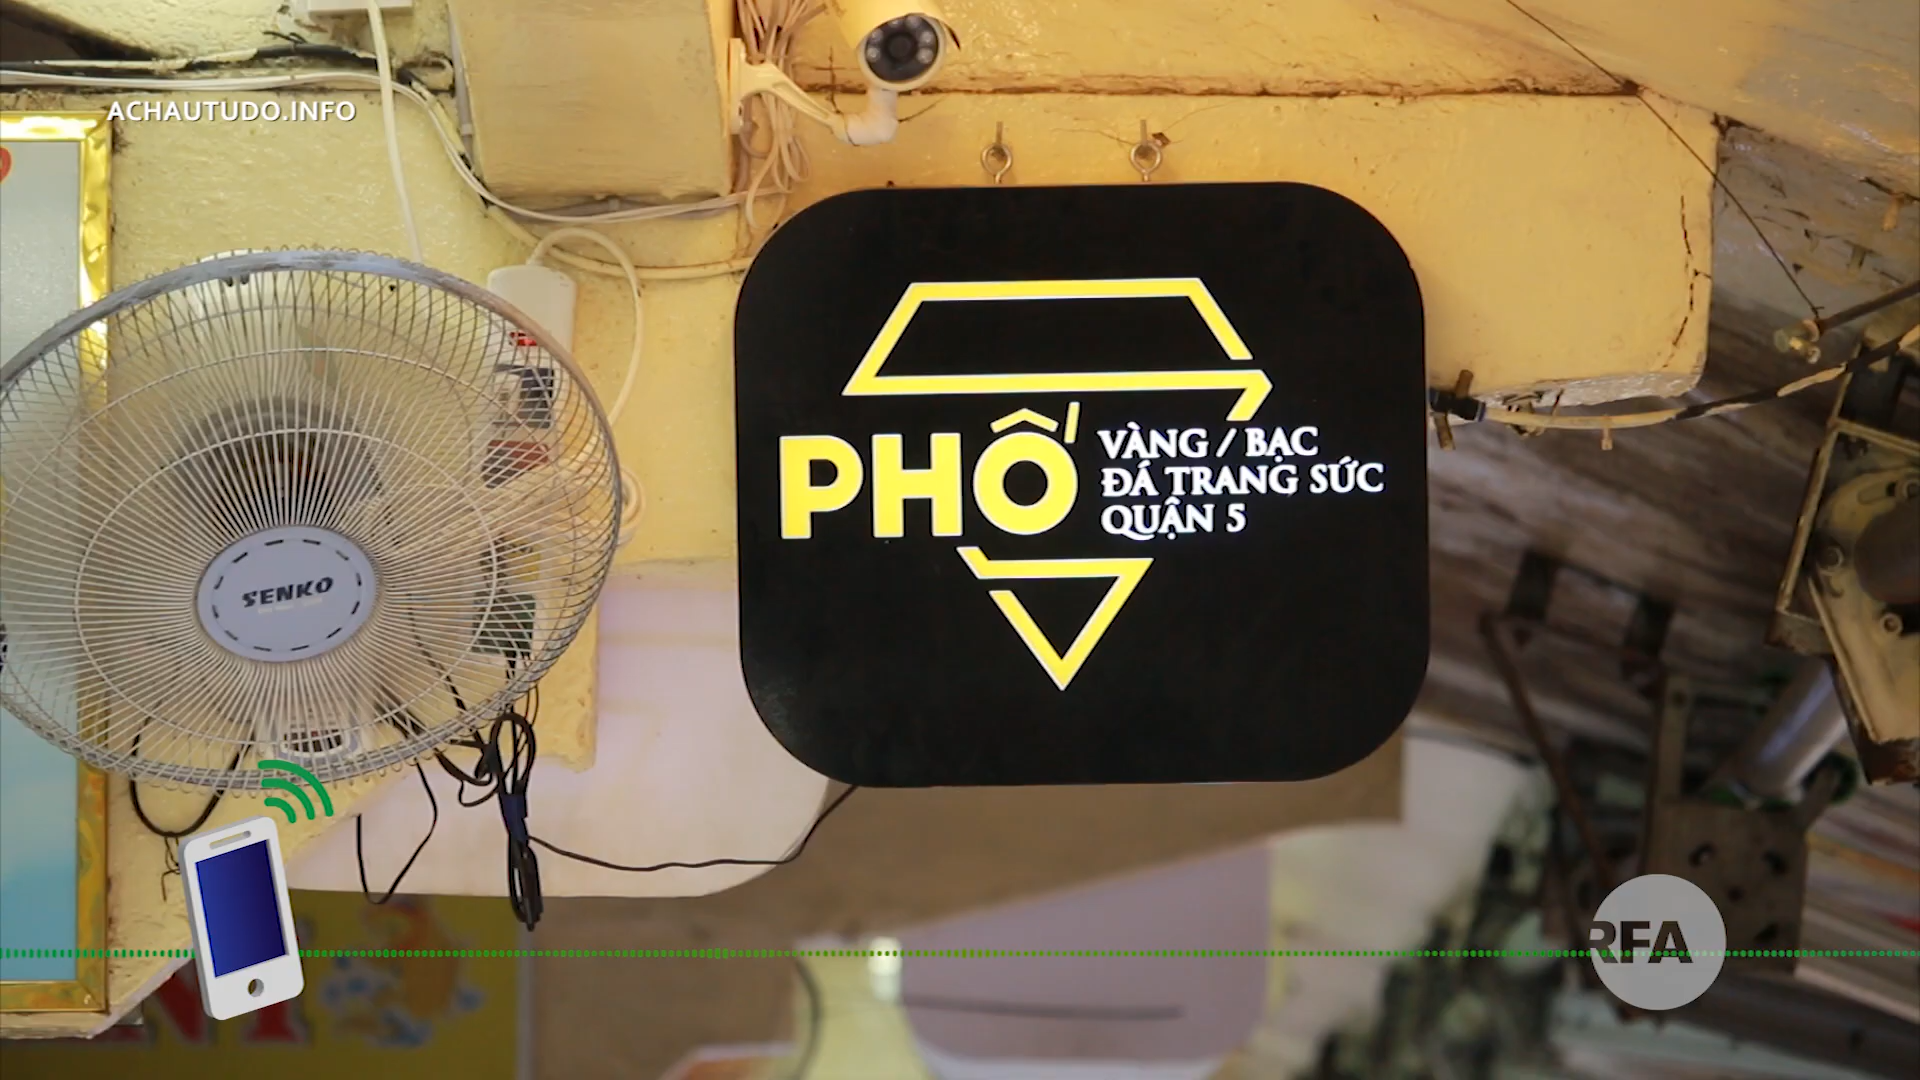 ACHAUTUDO.INFO
PHỐ
VÀNG / BẠC
ĐÁ TRANG SỨC
QUẬN 5
SENKO
RFA